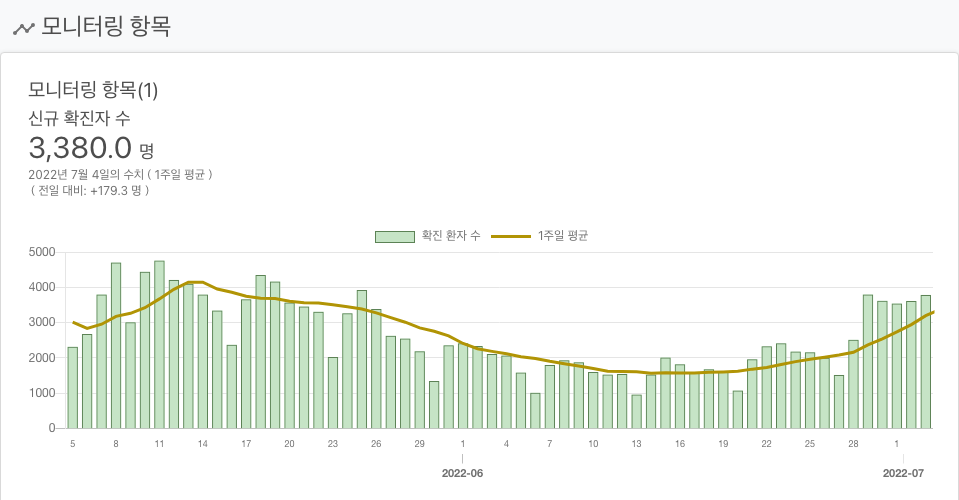 모니터링 항목
모니터링 항목(1)
신규 확진자 수
3,380.0 명
2022년 7월 4일의 수치 ( 1주일 평균 )
( 전일 대비: +179.3 명 )
확진 환자 수 1주일 평균
5000
4000
3000
2000
1000
0
5 8 11 14 17 20 23 26 29 1 4 7 10 13 16 19 22 25 28 1
2022-06 2022-07